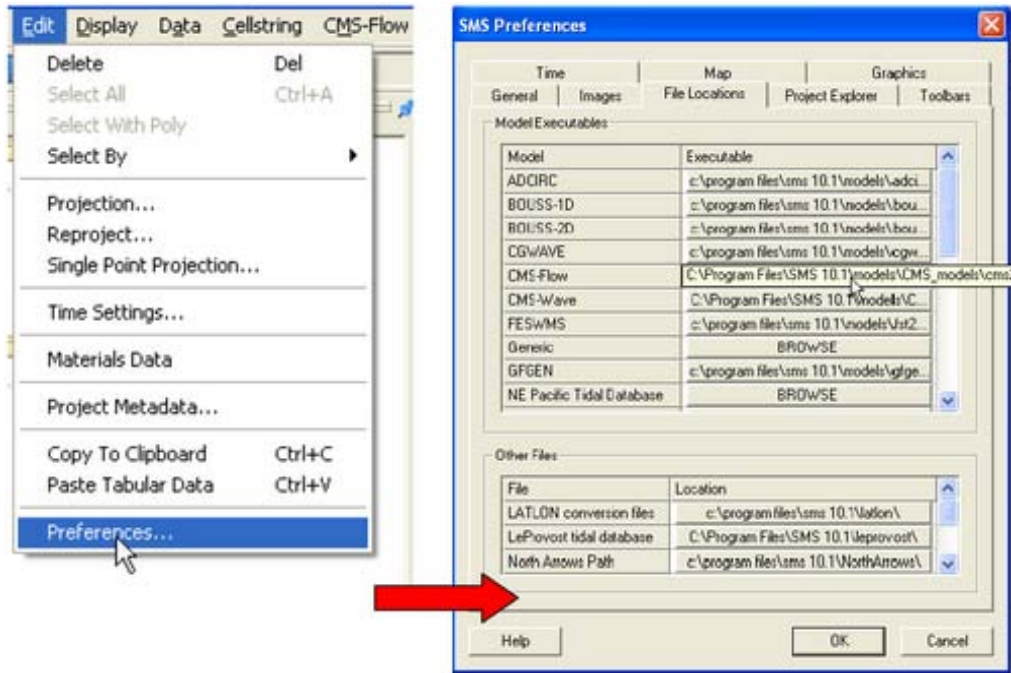 Edit Display Data Cellstring CMS-Flow
Delete Del
Select All Ctrl+A
Select With Poly
Select By
Projection...
Reproject...
Single Point Projection...
Time Settings...
Materials Data
Project Metadata...
Copy To Clipboard Ctrl+C
Paste Tabular Data Ctrl+V
Preferences...
SMS Preferences
Time Map Graphics
General Images File Locations Project Explorer Toolbars
Model Executables
Model Executable
ADCIRC c:\program files\sms 10.1\models\adci...
BOUSS-1D c:\program files\sms 10.1\models\bou...
BOUSS-2D c:\program files\sms 10.1\models\bou...
CGWAVE c:\program files\sms 10.1\models\cgw...
CMS-Flow C:\Program Files\SMS 10.1\models\CMS_models\cms2
CMS-Wave C:\Program Files\SMS 10.1\models\C...
FESWMS c:\program files\sms 10.1\models\fst2...
Generic BROWSE
GFGEN c:\program files\sms 10.1\models\gfge...
NE Pacific Tidal Database BROWSE
Other Files
File Location
LATLON conversion files c:\program files\sms 10.1\latlon\
LeProvost tidal database C:\Program Files\SMS 10.1\leprovost\
North Arrows Path c:\program files\sms 10.1\NorthArrows\
Help OK Cancel